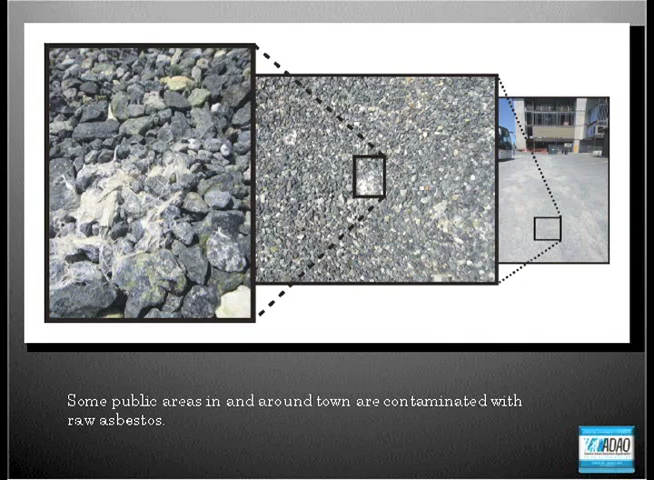 Some public areas in and around town are contaminated with
raw asbestos.
ADAO